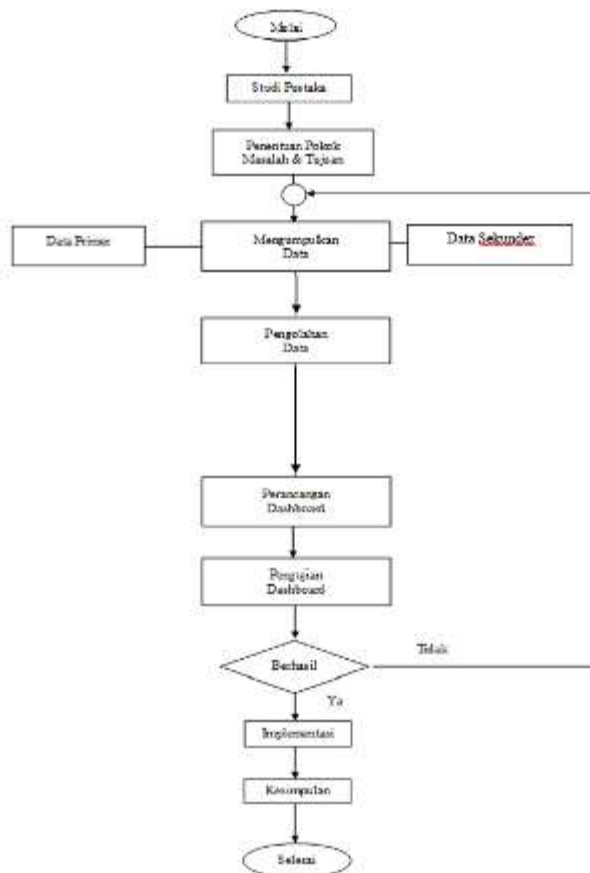 Mulai
Studi Pustaka
Penentuan Pokok
Masalah & Tujuan
Data Primer
Mengumpulkan
Data
Data Sekunder
Pengolahan
Data
Perancangan
Dashboard
Pengujian
Dashboard
Berhasil
Tidak
Ya
Implementasi
Kesimpulan
Selesai